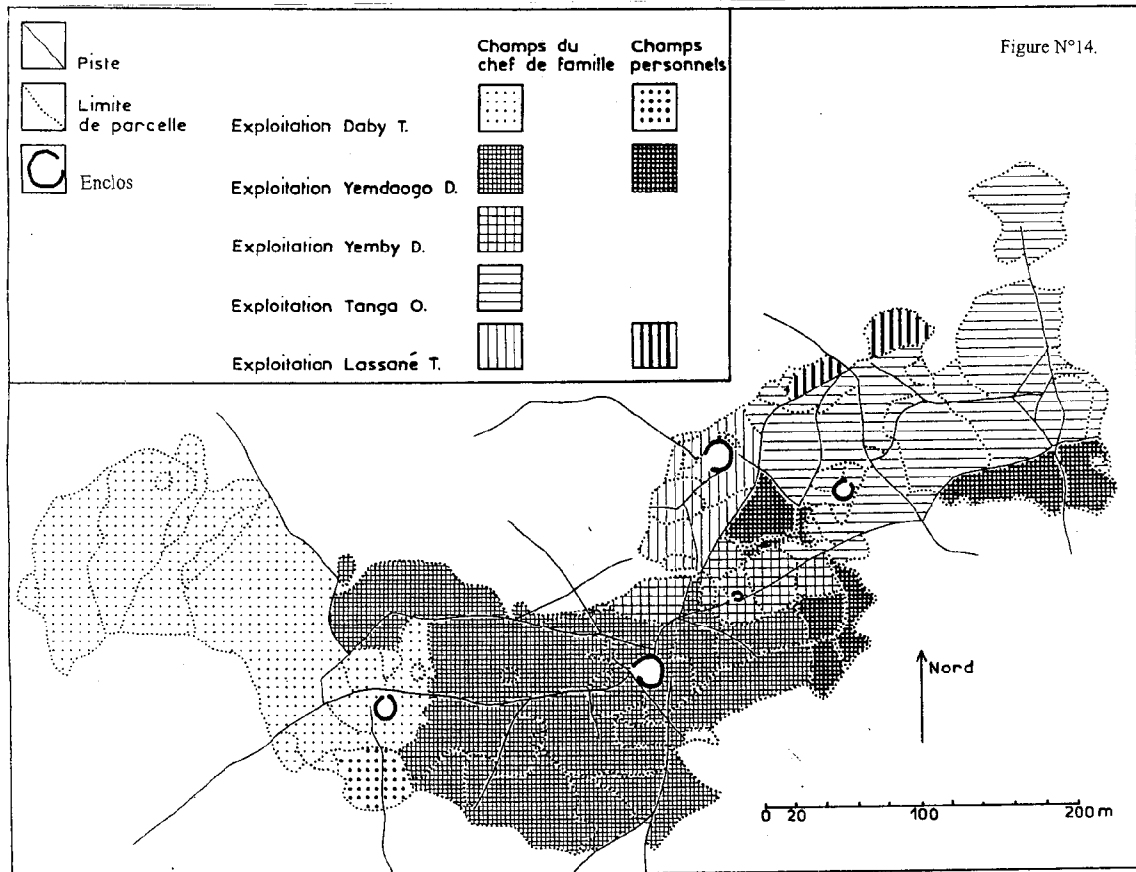 Figure N°14.
Piste
Limite
de parcelle
Enclos
Champs du
chef de famille
Champs
personnels
Exploitation Daby T.
Exploitation Yemdaogo D.
Exploitation Yemby D.
Exploitation Tanga O.
Exploitation Lassané T.
Nord
0 20 100 200 m